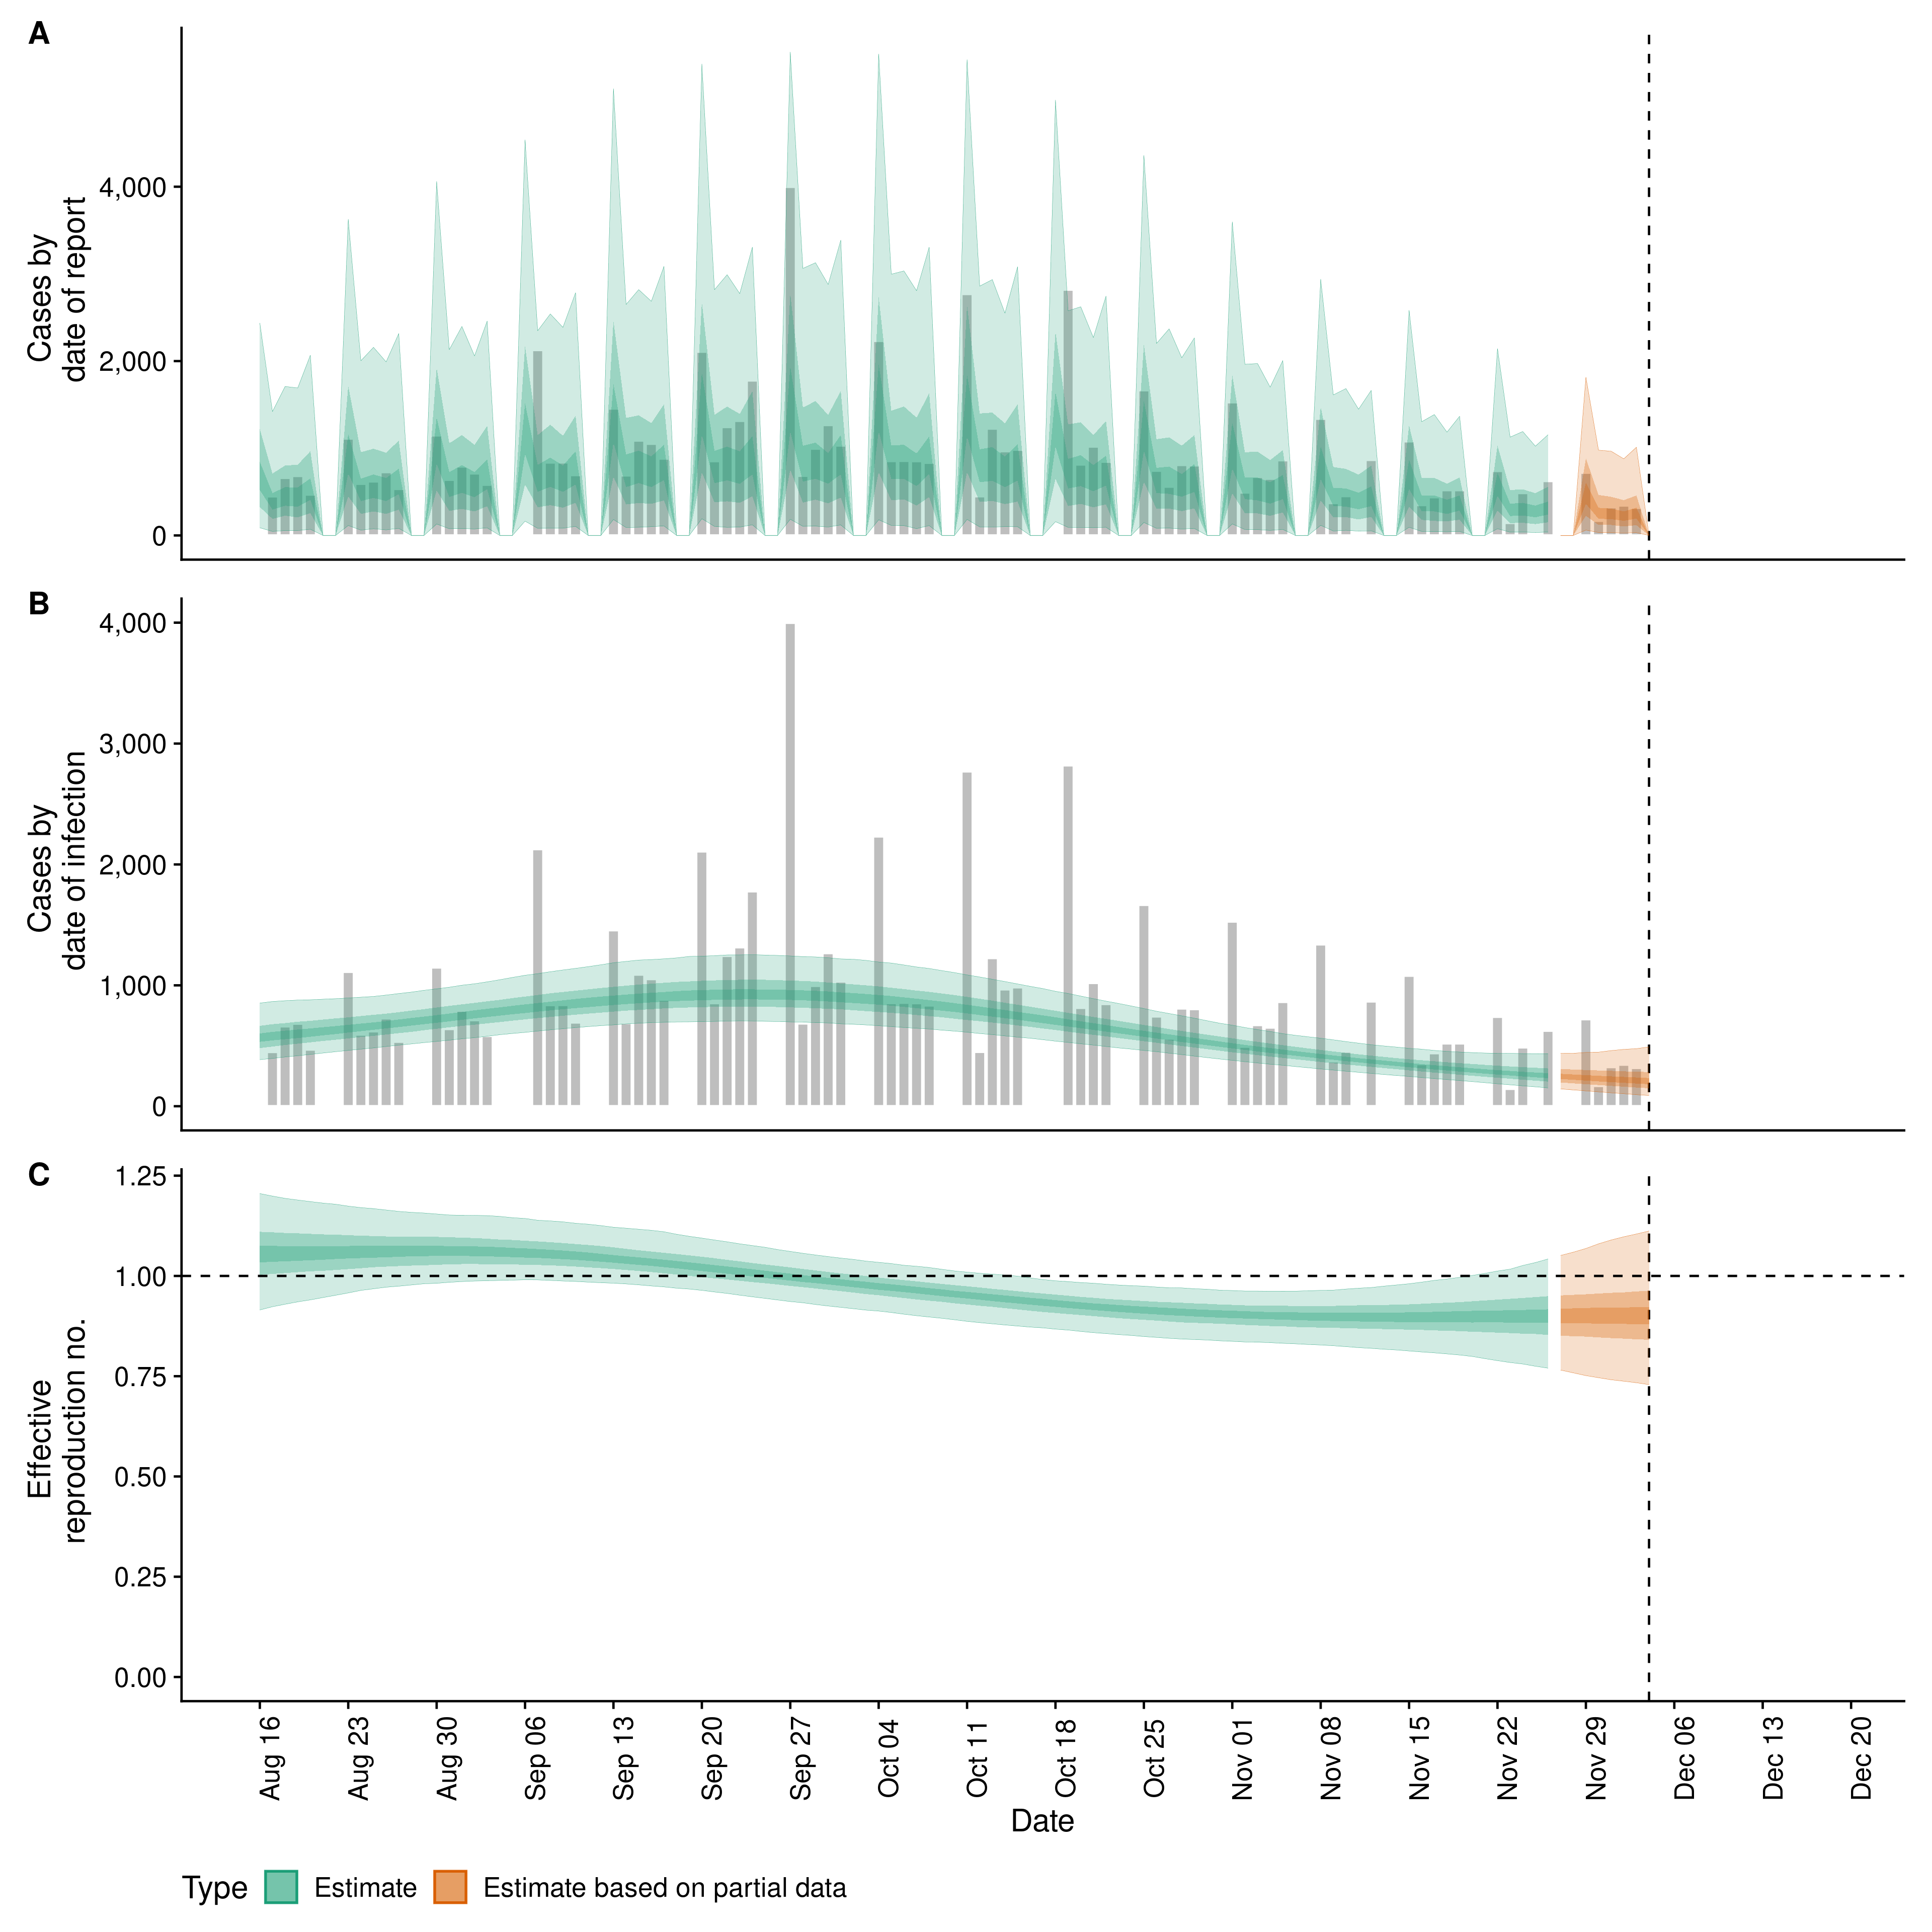 A
Cases by
date of report
4,000
2,000
0
B
Cases by
date of infection
4,000
3,000
2,000
1,000
0
C
Effective
reproduction no.
1.25
1.00
0.75
0.50
0.25
0.00
Aug 16
Aug 23
Aug 30
Sep 06
Sep 13
Sep 20
Sep 27
Oct 04
Oct 11
Oct 18
Oct 25
Nov 01
Nov 08
Nov 15
Nov 22
Nov 29
Dec 06
Dec 13
Dec 20
Date
Type
Estimate
Estimate based on partial data